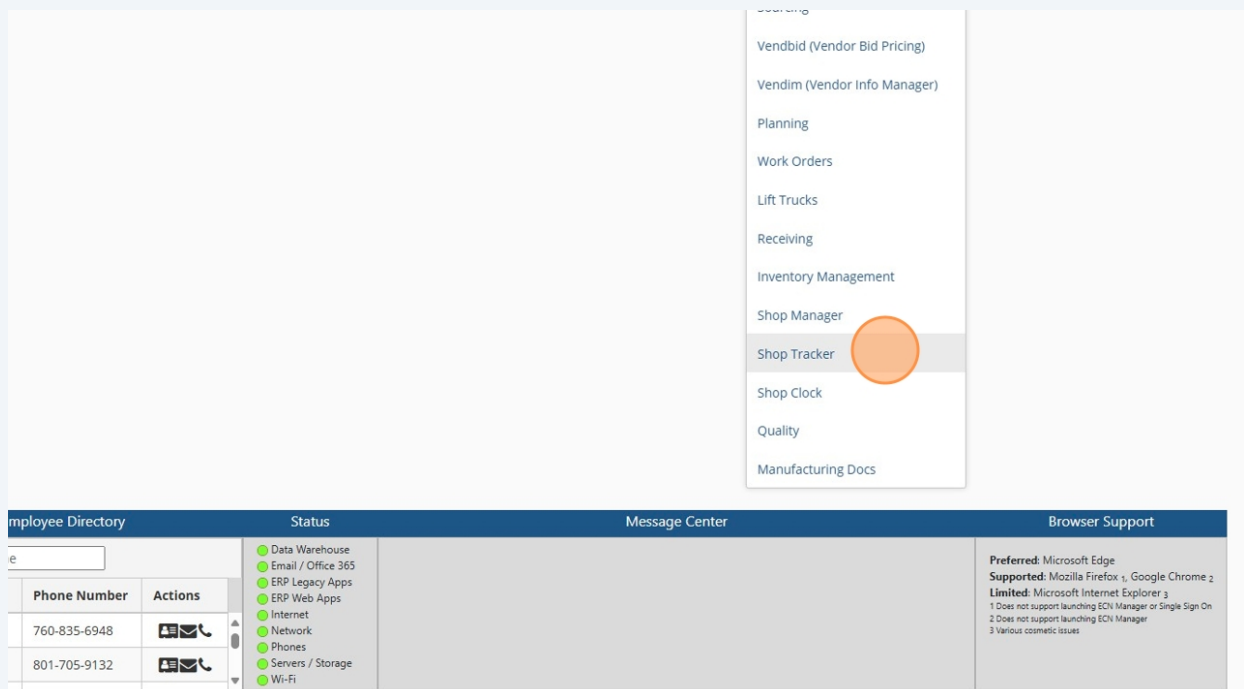 Sourcing
Vendbid (Vendor Bid Pricing)
Vendim (Vendor Info Manager)
Planning
Work Orders
Lift Trucks
Receiving
Inventory Management
Shop Manager
Shop Tracker
Shop Clock
Quality
Manufacturing Docs
mployee Directory
e
Phone Number Actions
760-835-6948
801-705-9132
Status
Data Warehouse
Email / Office 365
ERP Legacy Apps
ERP Web Apps
Internet
Network
Phones
Servers / Storage
Wi-Fi
Message Center
Browser Support
Preferred: Microsoft Edge
Supported: Mozilla Firefox 1, Google Chrome 2
Limited: Microsoft Internet Explorer 3
1 Does not support launching ECN Manager or Single Sign On
2 Does not support launching ECN Manager
3 Various cosmetic issues